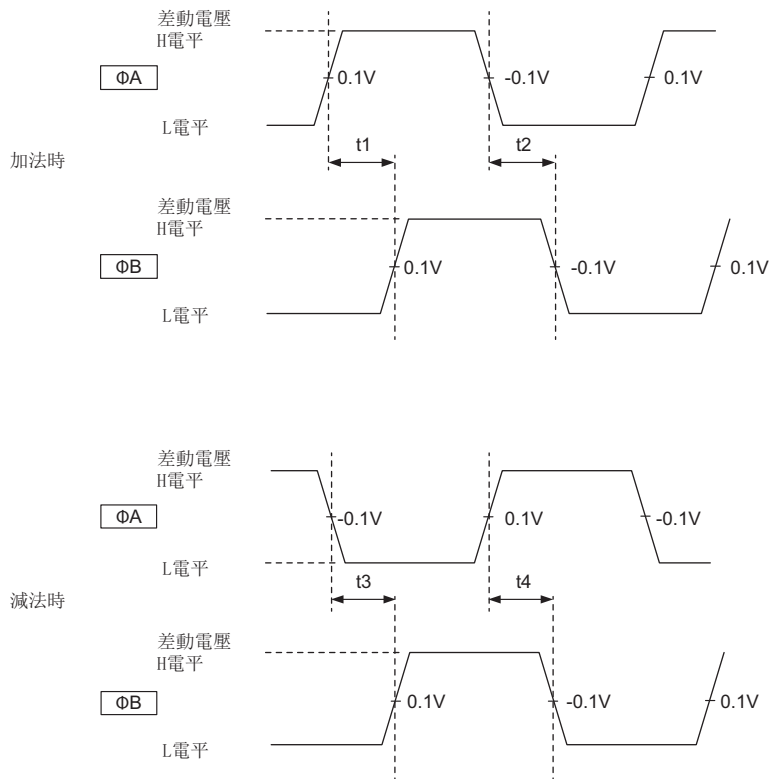 差動電壓
H電平
ΦA
0.1V
-0.1V
0.1V
L電平
t1
t2
加法時
差動電壓
H電平
ΦB
0.1V
-0.1V
0.1V
L電平
差動電壓
H電平
ΦA
-0.1V
0.1V
-0.1V
L電平
t3
t4
減法時
差動電壓
H電平
ΦB
0.1V
-0.1V
0.1V
L電平